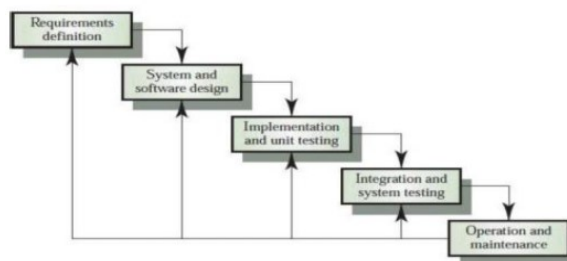 Requirements
definition
System and
software design
Implementation
and unit testing
Integration and
system testing
Operation and
maintenance